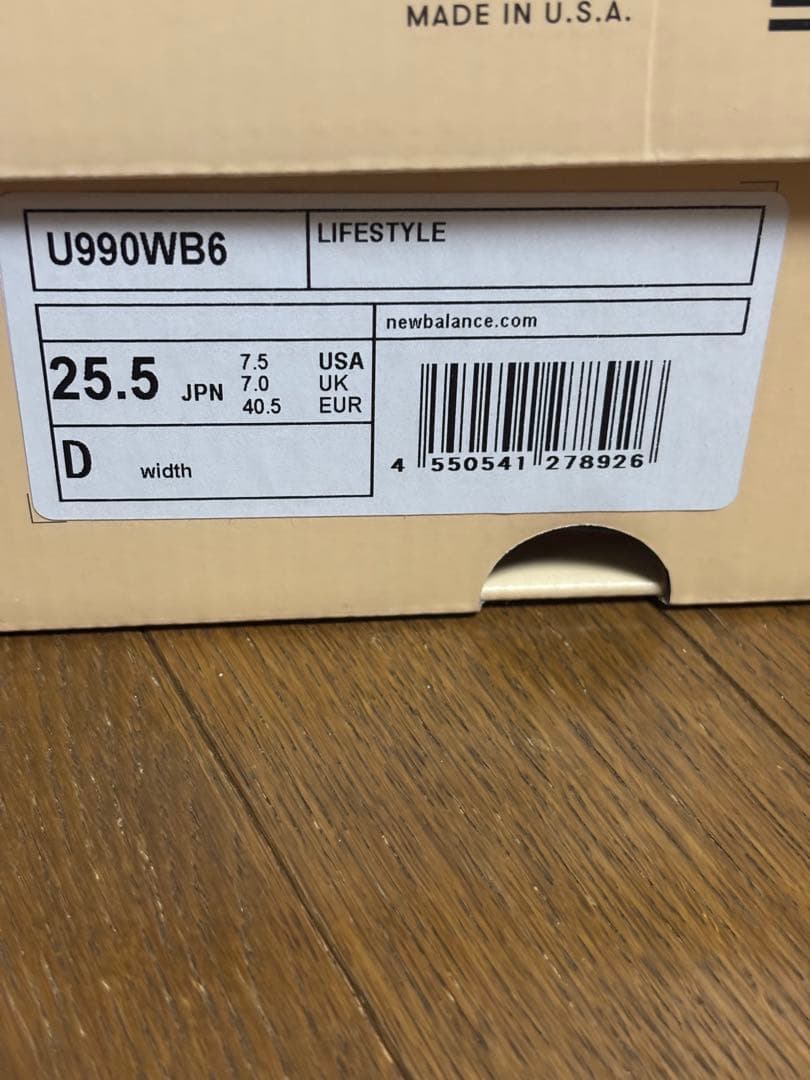 MADE IN U.S.A.
U990WB6
LIFESTYLE
newbalance.com
25.5 JPN
7.5 USA
7.0 UK
40.5 EUR
D width
4 550541 278926